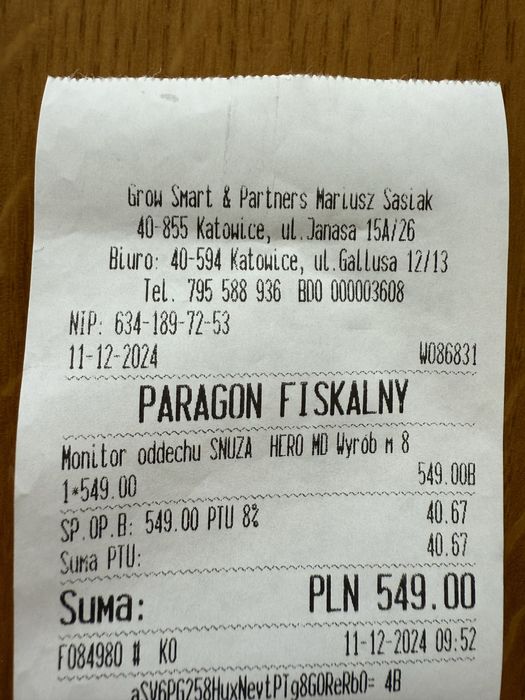 Grow Smart & Partners Mariusz Sasiak
40-855 Katowice, ul.Janasa 15A/26
Biuro: 40-594 Katowice, ul.Gallusa 12/13
Tel. 795 588 936 BDO 000003608
NIP: 634-189-72-53
11-12-2024 W086831
PARAGON FISKALNY
Monitor oddechu SNUZA HERO MD Wyrób m 8
1*549.00 549.00B
SP.OP.B: 549.00 PTU 8% 40.67
Suma PTU: 40.67
Suma: PLN 549.00
F084980 # KO 11-12-2024 09:52
4B